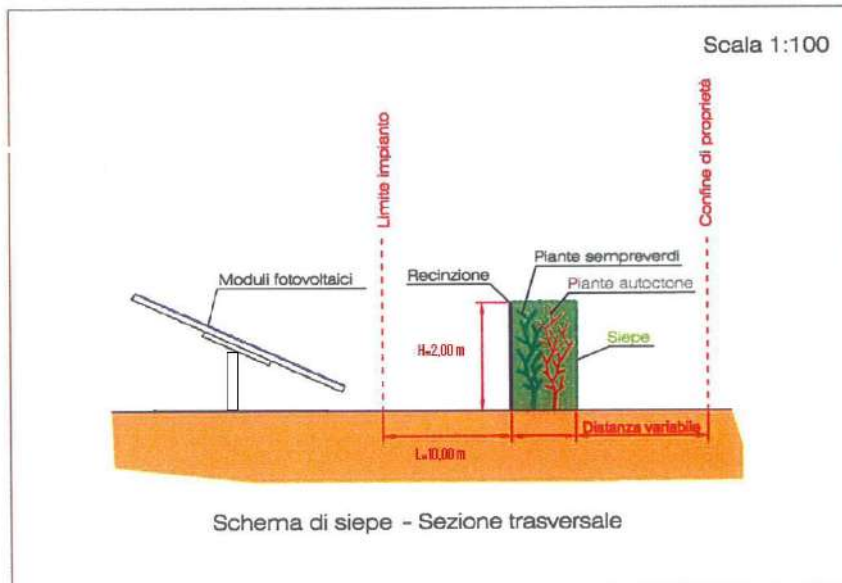 Scala 1:100
Limite impianto
Confine di proprietà
Piante sempreverdi
Recinzione
Piante autoctone
Moduli fotovoltaici
Siepe
H=2,00 m
Distanza variabile
L=10,00 m
Schema di siepe - Sezione trasversale